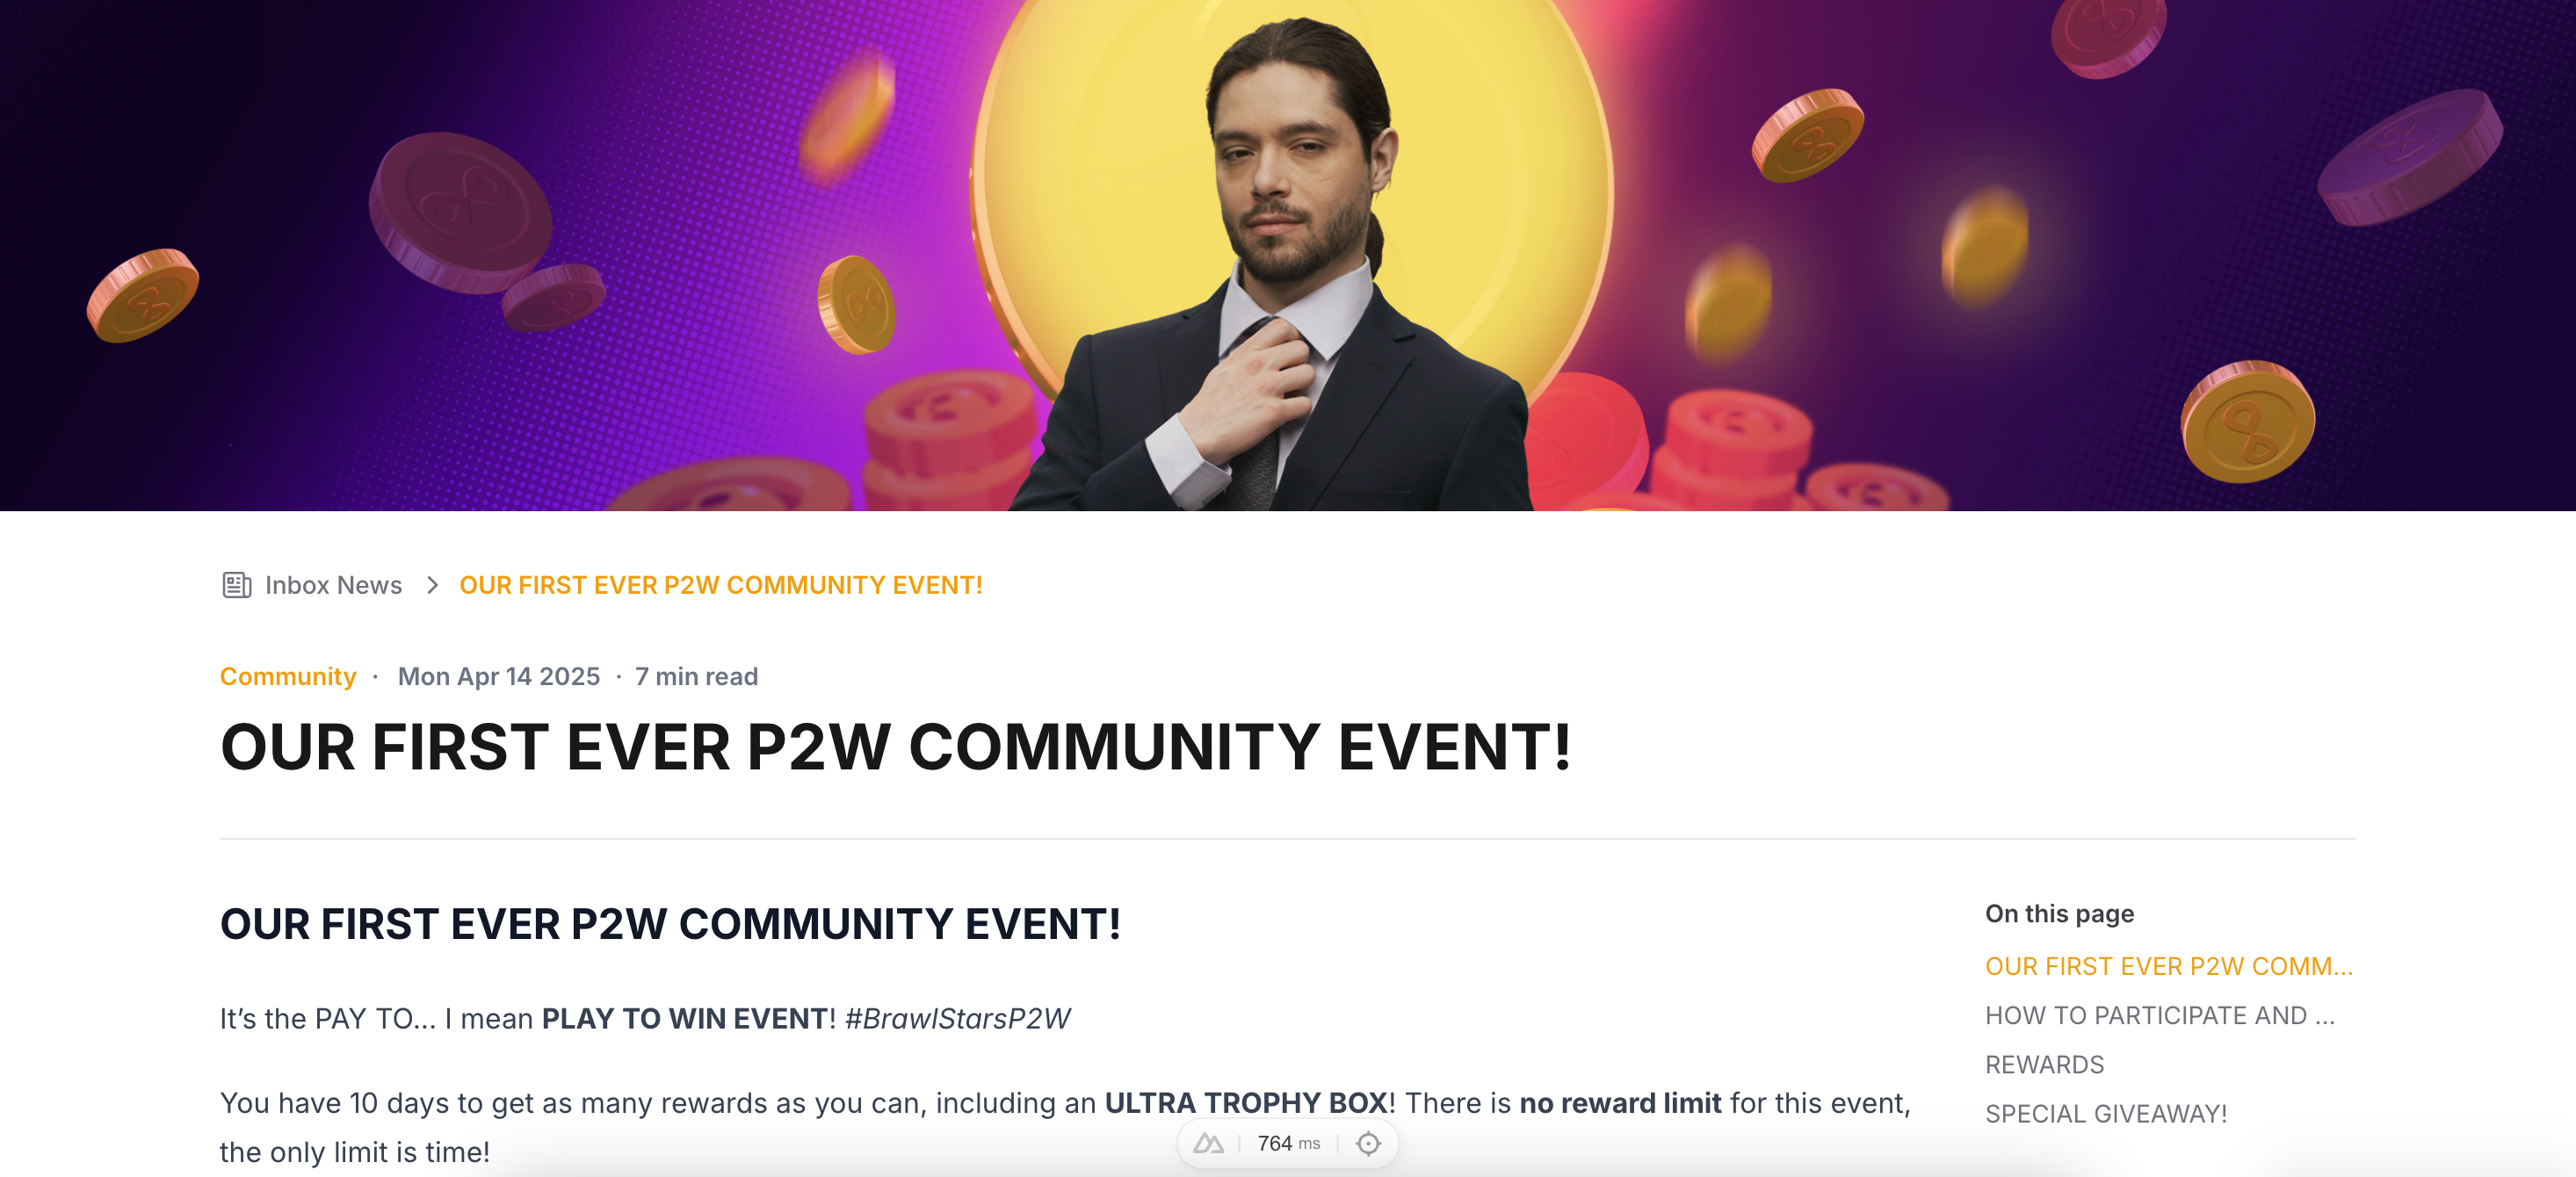 Inbox News > OUR FIRST EVER P2W COMMUNITY EVENT!
Community · Mon Apr 14 2025 · 7 min read
OUR FIRST EVER P2W COMMUNITY EVENT!
OUR FIRST EVER P2W COMMUNITY EVENT!
It’s the PAY TO... I mean PLAY TO WIN EVENT! #BrawlStarsP2W
You have 10 days to get as many rewards as you can, including an ULTRA TROPHY BOX! There is no reward limit for this event,
the only limit is time!
On this page
OUR FIRST EVER P2W COMM...
HOW TO PARTICIPATE AND ...
REWARDS
SPECIAL GIVEAWAY!
764 ms